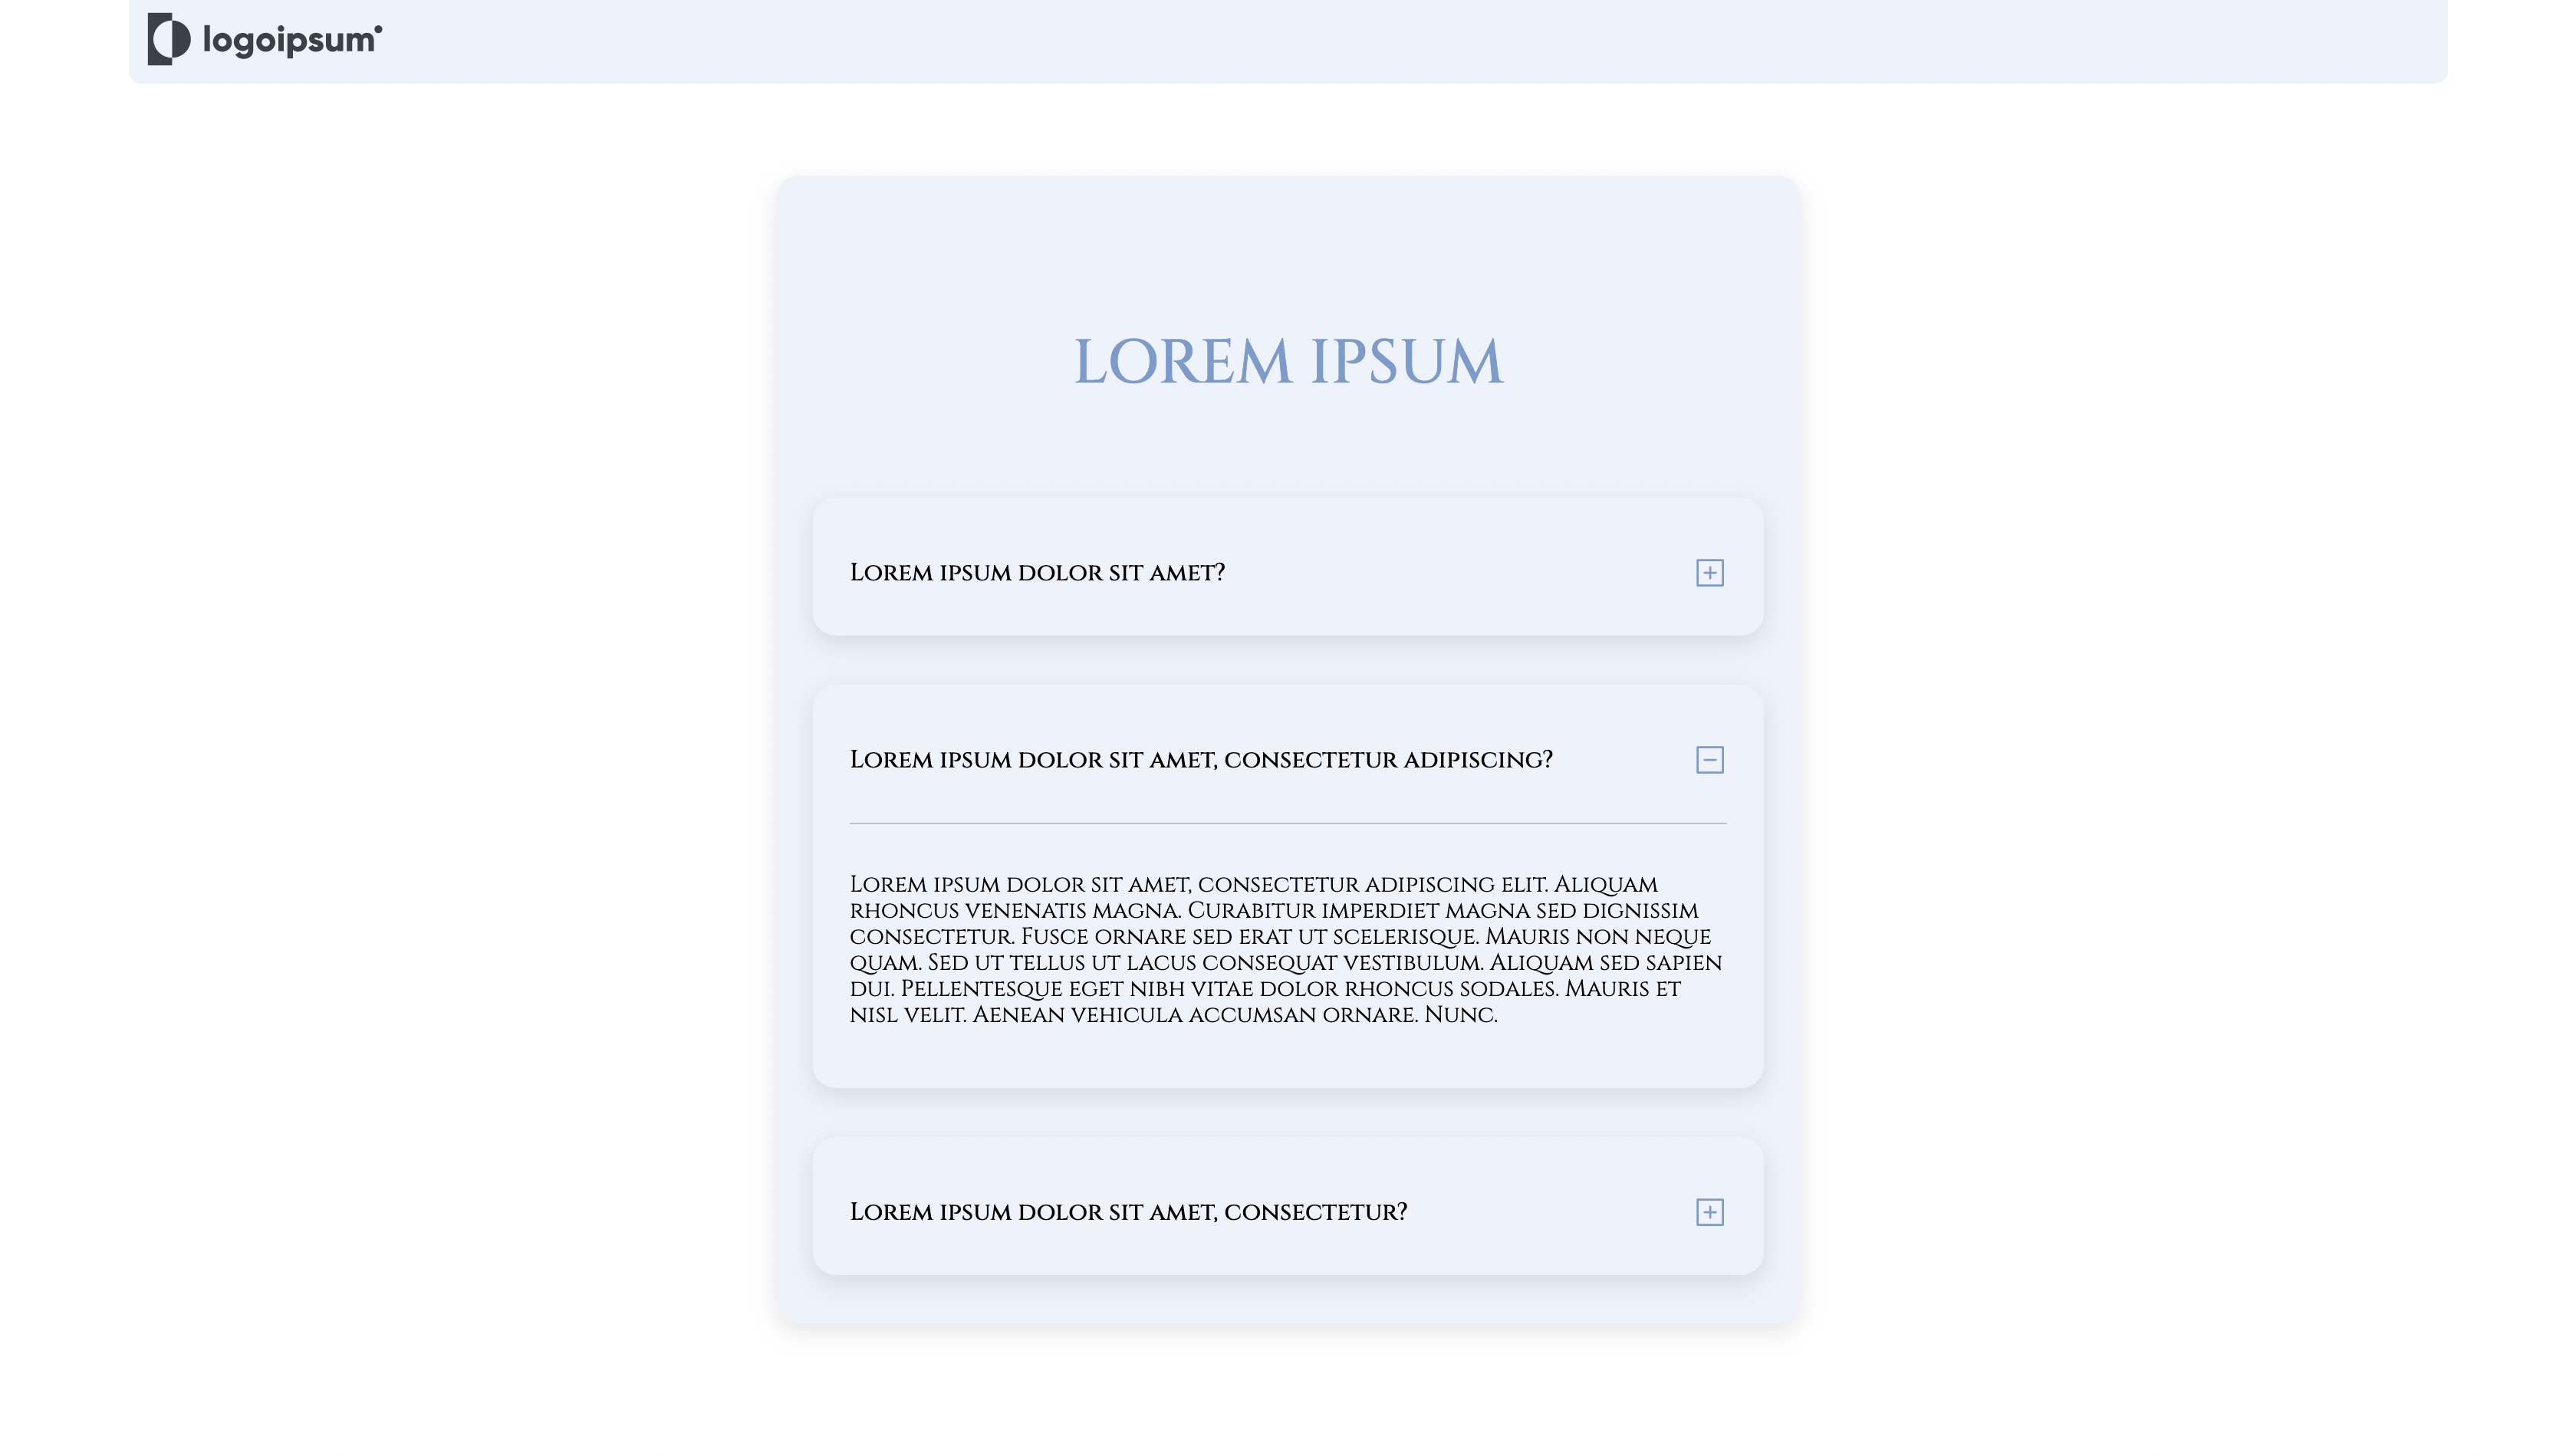 logoipsum
LOREM IPSUM
Lorem ipsum dolor sit amet?
Lorem ipsum dolor sit amet, consectetur adipiscing?
Lorem ipsum dolor sit amet, consectetur adipiscing elit. Aliquam
rhoncus venenatis magna. Curabitur imperdiet magna sed dignissim
consectetur. Fusce ornare sed erat ut scelerisque. Mauris non neque
quam. Sed ut tellus ut lacus consequat vestibulum. Aliquam sed sapien
dui. Pellentesque eget nibh vitae dolor rhoncus sodales. Mauris et
nisl velit. Aenean vehicula accumsan ornare. Nunc.
Lorem ipsum dolor sit amet, consectetur?